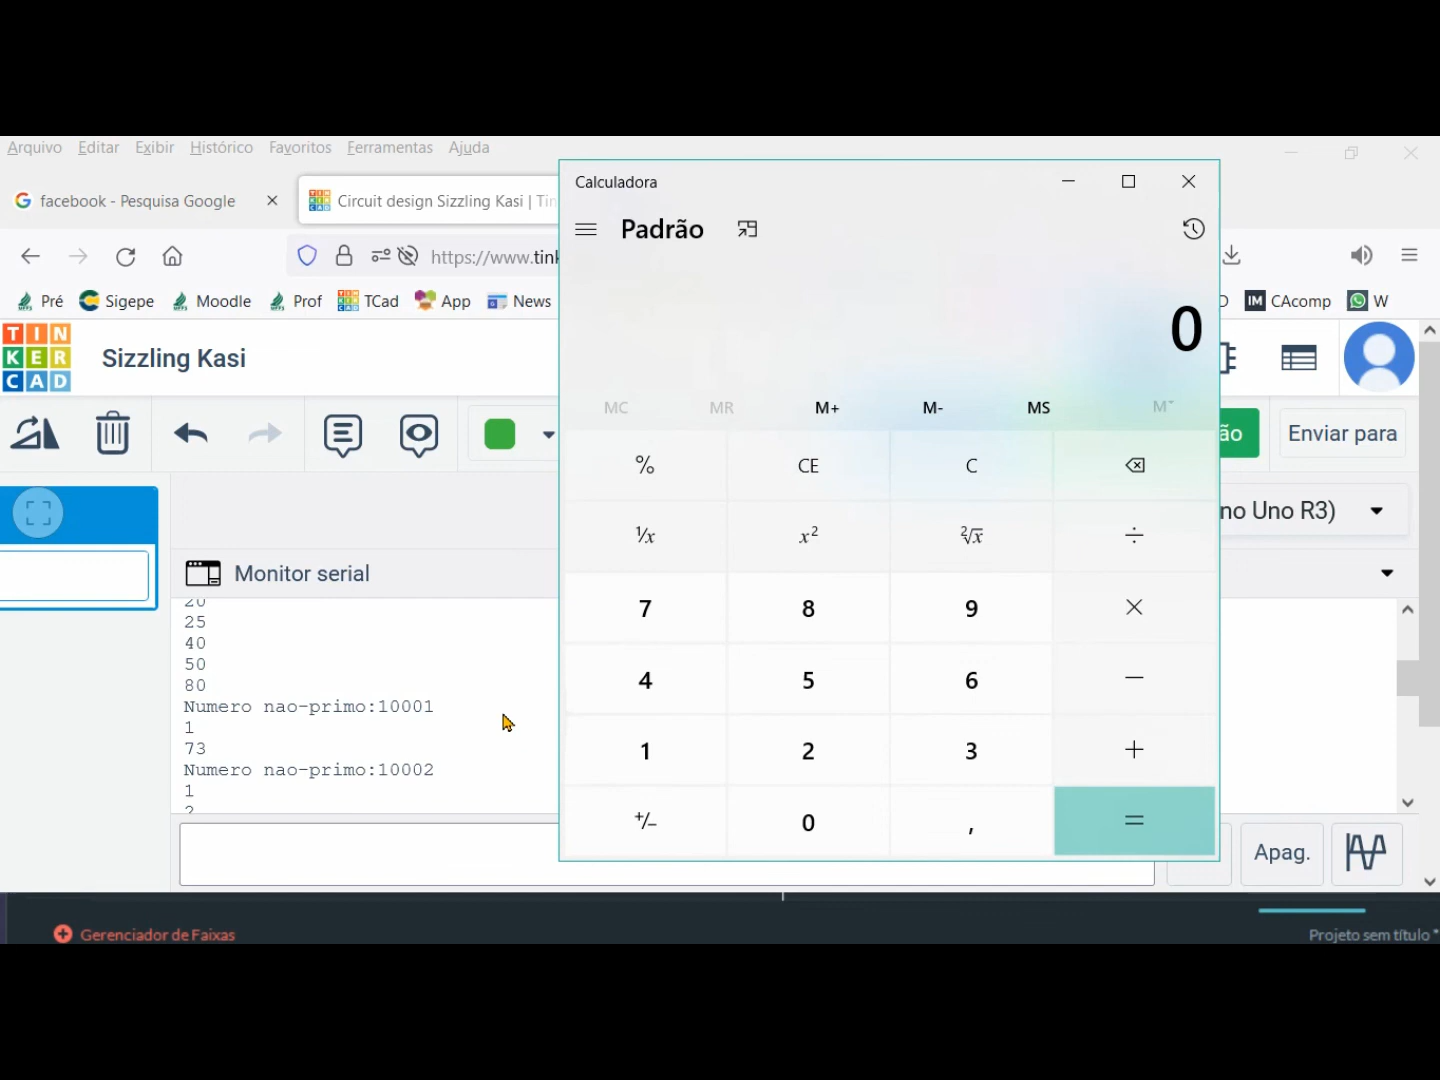 Arquivo Editar Exibir Histórico Favoritos Ferramentas Ajuda
facebook - Pesquisa Google
Circuit design Sizzling Kasi | Tin
https://www.tink
Pré Sigepe Moodle Prof TCad App News
CAcomp W
TINKERCAD
Sizzling Kasi
Enviar para
no Uno R3)
Monitor serial
20
25
40
50
80
Numero nao-primo:10001
1
73
Numero nao-primo:10002
1
2
Apag.
Calculadora
Padrão
0
MC MR M+ M- MS M˅
% CE C
¹/x x² ²√x ÷
7 8 9 ×
4 5 6 −
1 2 3 +
+/− 0 , =
Gerenciador de Faixas
Projeto sem título*